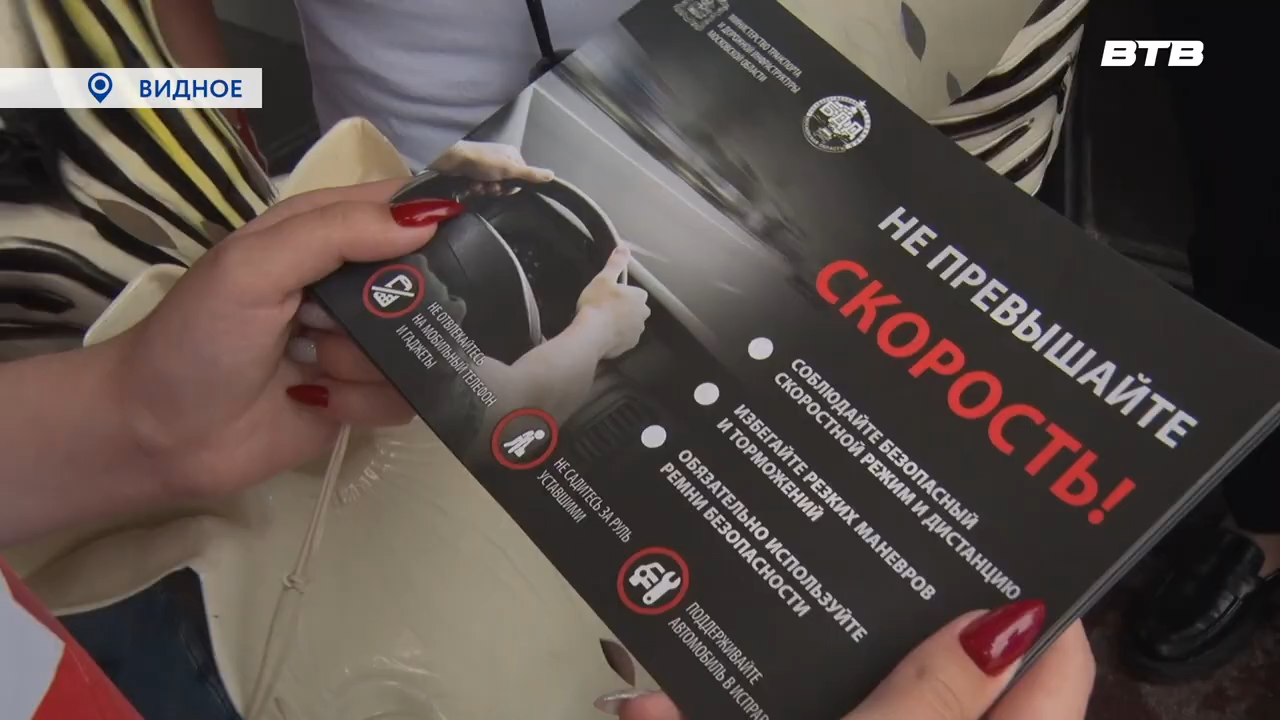 ВИДНОЕ
ВТВ
МИНИСТЕРСТВО ТРАНСПОРТА
И ДОРОЖНОЙ ИНФРАСТРУКТУРЫ
МОСКОВСКОЙ ОБЛАСТИ
НЕ ПРЕВЫШАЙТЕ
СКОРОСТЬ!
СОБЛЮДАЙТЕ БЕЗОПАСНЫЙ
СКОРОСТНОЙ РЕЖИМ И ДИСТАНЦИЮ
ИЗБЕГАЙТЕ РЕЗКИХ МАНЕВРОВ
И ТОРМОЖЕНИЙ
ОБЯЗАТЕЛЬНО ИСПОЛЬЗУЙТЕ
РЕМНИ БЕЗОПАСНОСТИ
НЕ ОТВЛЕКАЙТЕСЬ
НА МОБИЛЬНЫЙ ТЕЛЕФОН
И ГАДЖЕТЫ
НЕ САДИТЕСЬ ЗА РУЛЬ
УСТАВШИМИ
ПОДДЕРЖИВАЙТЕ
АВТОМОБИЛЬ В ИСПРАВ